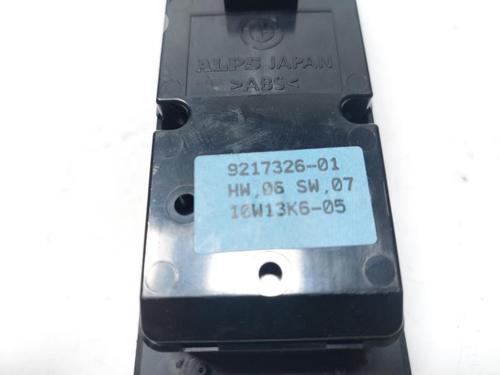 ALPS JAPAN
>ABS<
9217326-01
HW,06 SW,07
10W13K6-05